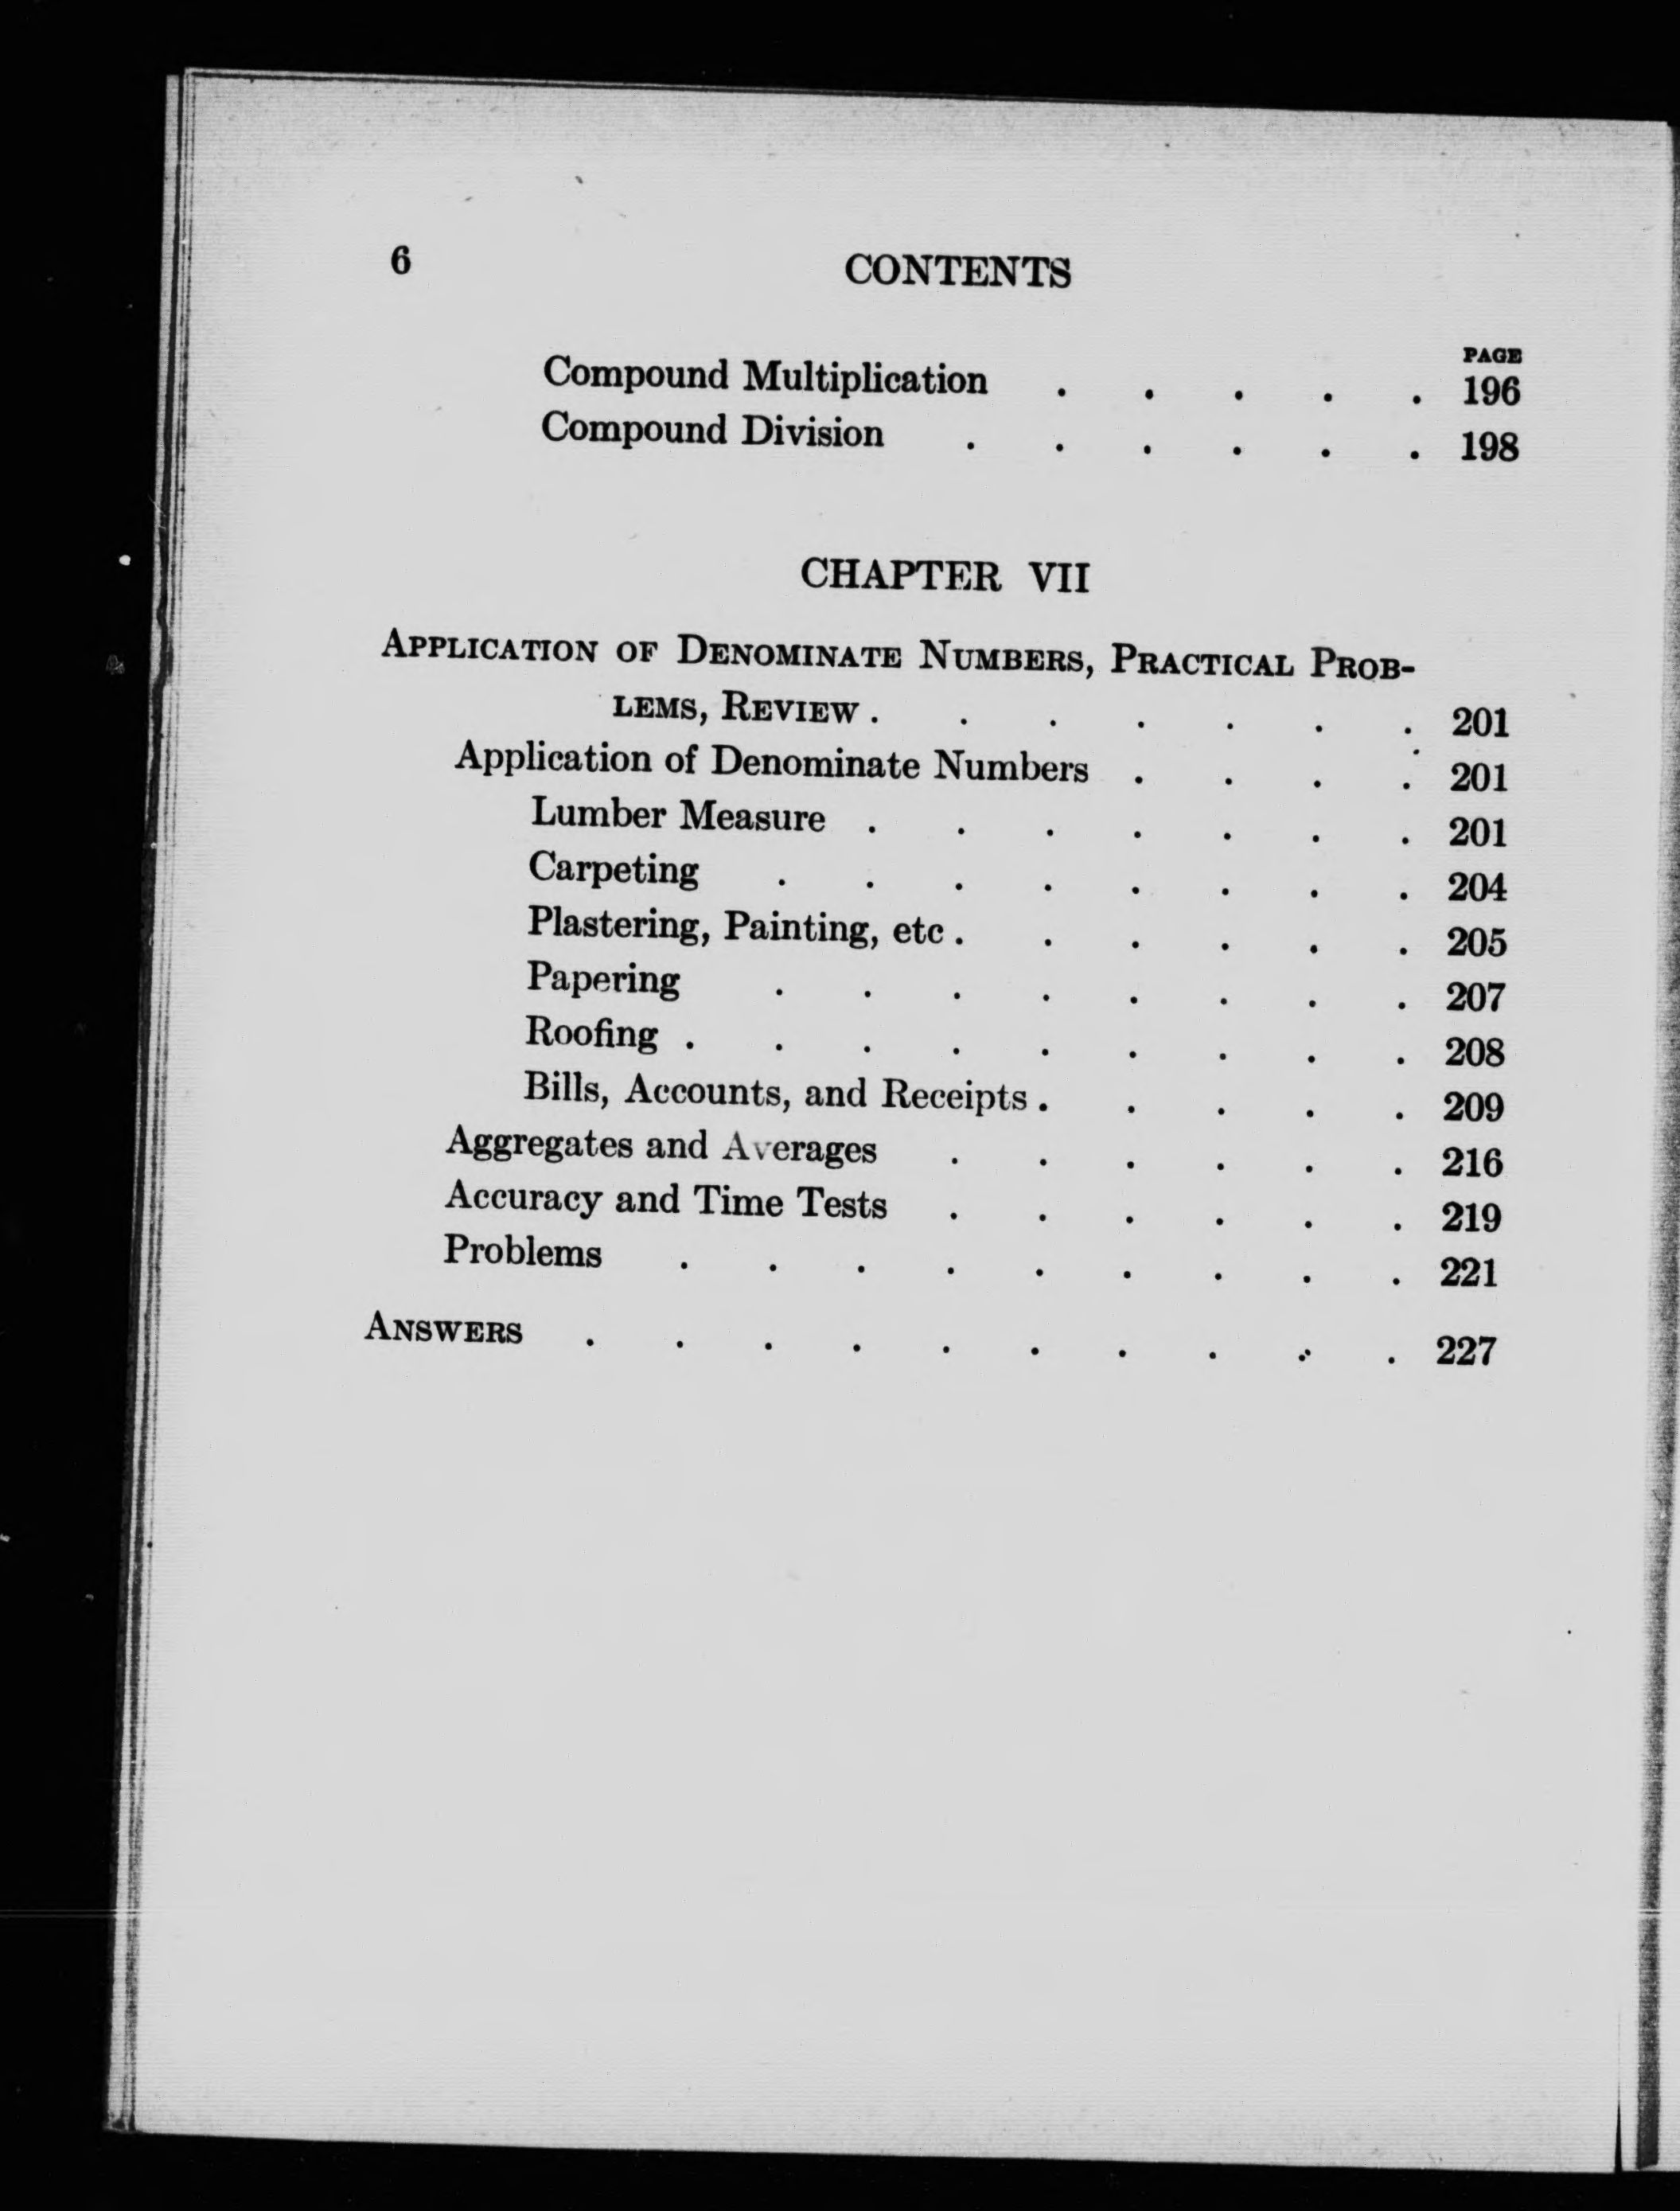 6 CONTENTS
PAGE
Compound Multiplication . . . . . 196
Compound Division . . . . . . 198
CHAPTER VII
APPLICATION OF DENOMINATE NUMBERS, PRACTICAL PROB-
LEMS, REVIEW . . . . . . . 201
Application of Denominate Numbers . . . . 201
Lumber Measure . . . . . . . 201
Carpeting . . . . . . . . 204
Plastering, Painting, etc . . . . . . 205
Papering . . . . . . . . 207
Roofing . . . . . . . . . 208
Bills, Accounts, and Receipts . . . . . 209
Aggregates and Averages . . . . . . 216
Accuracy and Time Tests . . . . . . 219
Problems . . . . . . . . . 221
ANSWERS . . . . . . . . . . 227